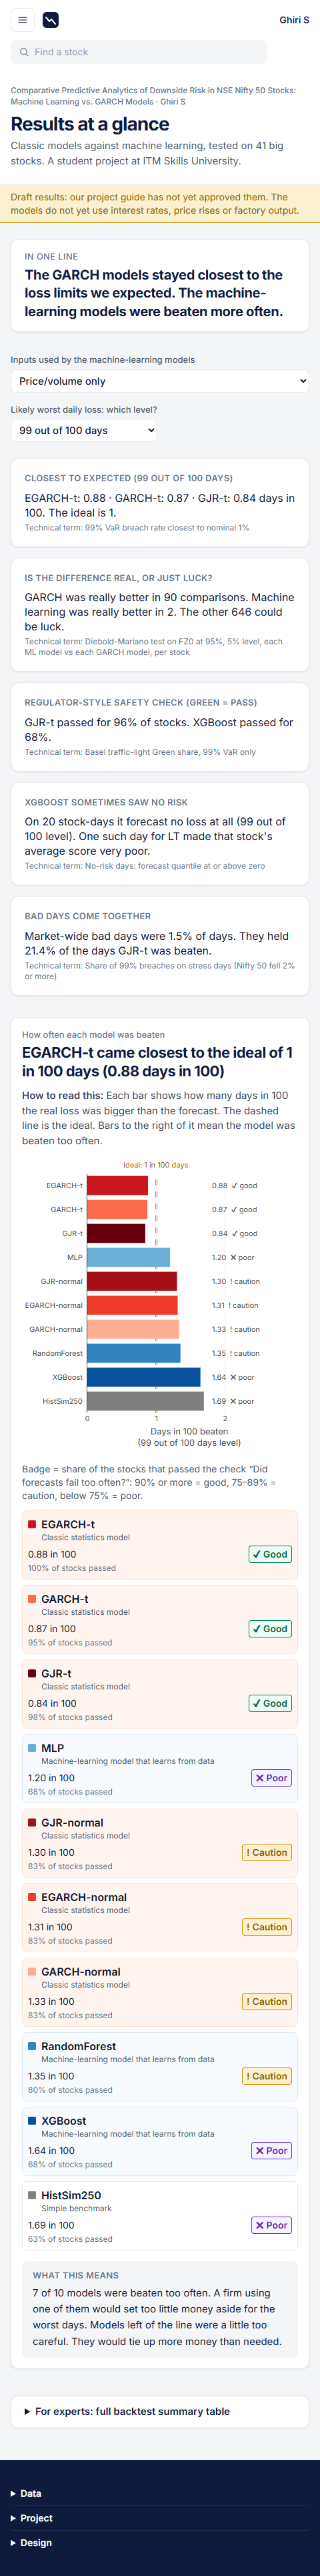 Ghiri S
Find a stock
Comparative Predictive Analytics of Downside Risk in NSE Nifty 50 Stocks:
Machine Learning vs. GARCH Models · Ghiri S
Results at a glance
Classic models against machine learning, tested on 41 big
stocks. A student project at ITM Skills University.
Draft results: our project guide has not yet approved them. The
models do not yet use interest rates, price rises or factory output.
IN ONE LINE
The GARCH models stayed closest to the
loss limits we expected. The machine-
learning models were beaten more often.
Inputs used by the machine-learning models
Price/volume only
Likely worst daily loss: which level?
99 out of 100 days
CLOSEST TO EXPECTED (99 OUT OF 100 DAYS)
EGARCH-t: 0.88 · GARCH-t: 0.87 · GJR-t: 0.84 days in
100. The ideal is 1.
Technical term: 99% VaR breach rate closest to nominal 1%
IS THE DIFFERENCE REAL, OR JUST LUCK?
GARCH was really better in 90 comparisons. Machine
learning was really better in 2. The other 646 could
be luck.
Technical term: Diebold-Mariano test on FZ0 at 95%, 5% level, each
ML model vs each GARCH model, per stock
REGULATOR-STYLE SAFETY CHECK (GREEN = PASS)
GJR-t passed for 96% of stocks. XGBoost passed for
68%.
Technical term: Basel traffic-light Green share, 99% VaR only
XGBOOST SOMETIMES SAW NO RISK
On 20 stock-days it forecast no loss at all (99 out of
100 level). One such day for LT made that stock's
average score very poor.
Technical term: No-risk days: forecast quantile at or above zero
BAD DAYS COME TOGETHER
Market-wide bad days were 1.5% of days. They held
21.4% of the days GJR-t was beaten.
Technical term: Share of 99% breaches on stress days (Nifty 50 fell 2%
or more)
How often each model was beaten
EGARCH-t came closest to the ideal of 1
in 100 days (0.88 days in 100)
How to read this: Each bar shows how many days in 100
the real loss was bigger than the forecast. The dashed
line is the ideal. Bars to the right of it mean the model was
beaten too often.
Ideal: 1 in 100 days
EGARCH-t 0.88 ✓ good
GARCH-t 0.87 ✓ good
GJR-t 0.84 ✓ good
MLP 1.20 ✕ poor
GJR-normal 1.30 ! caution
EGARCH-normal 1.31 ! caution
GARCH-normal 1.33 ! caution
RandomForest 1.35 ! caution
XGBoost 1.64 ✕ poor
HistSim250 1.69 ✕ poor
0 1 2
Days in 100 beaten
(99 out of 100 days level)
Badge = share of the stocks that passed the check “Did
forecasts fail too often?”: 90% or more = good, 75–89% =
caution, below 75% = poor.
EGARCH-t
Classic statistics model
0.88 in 100 ✓ Good
100% of stocks passed
GARCH-t
Classic statistics model
0.87 in 100 ✓ Good
95% of stocks passed
GJR-t
Classic statistics model
0.84 in 100 ✓ Good
98% of stocks passed
MLP
Machine-learning model that learns from data
1.20 in 100 ✕ Poor
68% of stocks passed
GJR-normal
Classic statistics model
1.30 in 100 ! Caution
83% of stocks passed
EGARCH-normal
Classic statistics model
1.31 in 100 ! Caution
83% of stocks passed
GARCH-normal
Classic statistics model
1.33 in 100 ! Caution
83% of stocks passed
RandomForest
Machine-learning model that learns from data
1.35 in 100 ! Caution
80% of stocks passed
XGBoost
Machine-learning model that learns from data
1.64 in 100 ✕ Poor
68% of stocks passed
HistSim250
Simple benchmark
1.69 in 100 ✕ Poor
63% of stocks passed
WHAT THIS MEANS
7 of 10 models were beaten too often. A firm using
one of them would set too little money aside for the
worst days. Models left of the line were a little too
careful. They would tie up more money than needed.
For experts: full backtest summary table
Data
Project
Design